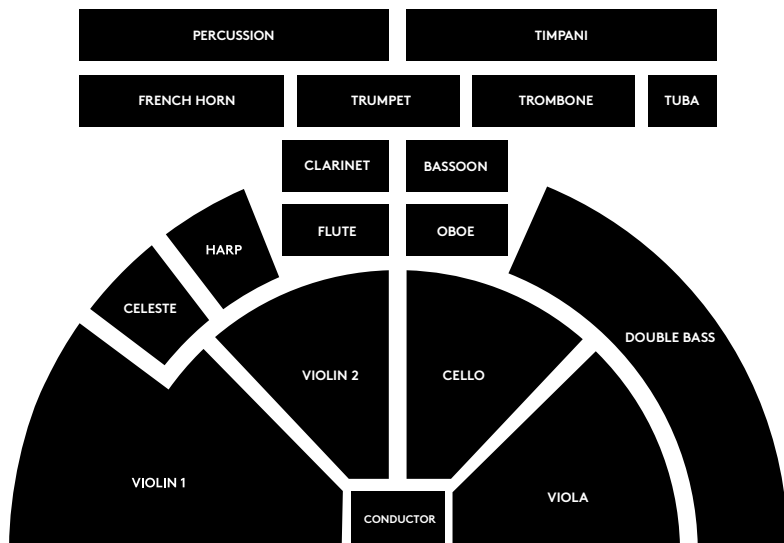 PERCUSSION
TIMPANI
FRENCH HORN
TRUMPET
TROMBONE
TUBA
CLARINET
BASSOON
FLUTE
OBOE
HARP
CELESTE
DOUBLE BASS
VIOLIN 2
CELLO
VIOLIN 1
VIOLA
CONDUCTOR